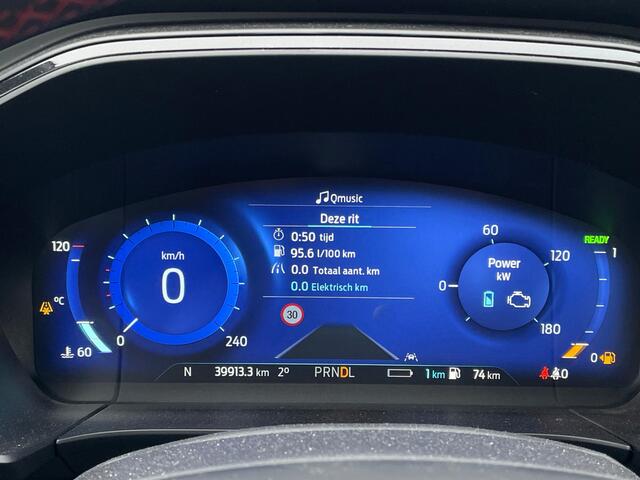 Qmusic
Deze rit
0:50 tijd
95.6 l/100 km
0.0 Totaal aant. km
0.0 Elektrisch km
30
120
°C
60
km/h
0
0
240
Power
kW
0
60
120
180
READY
1
0
N 39913.3 km 2° PRNDL 1 km 74 km 0